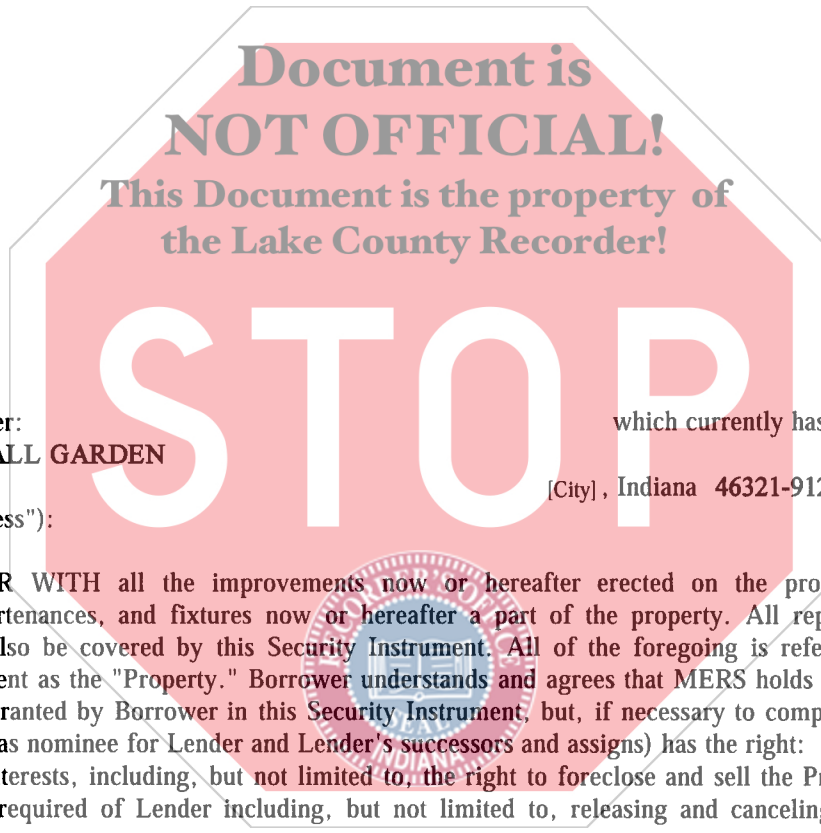 Document is
NOT OFFICIAL!
This Document is the property of
the Lake County Recorder!
STOP
er: which currently has
ALL GARDEN
[City] , Indiana 46321-912
ess"):
R WITH all the improvements now or hereafter erected on the pro
rtenances, and fixtures now or hereafter a part of the property. All rep
lso be covered by this Security Instrument. All of the foregoing is refe
ent as the "Property." Borrower understands and agrees that MERS holds
ranted by Borrower in this Security Instrument, but, if necessary to comp
as nominee for Lender and Lender's successors and assigns) has the right:
terests, including, but not limited to, the right to foreclose and sell the Pr
required of Lender including, but not limited to, releasing and canceling
RECORDER'S OFFICE
SEAL
INDIANA